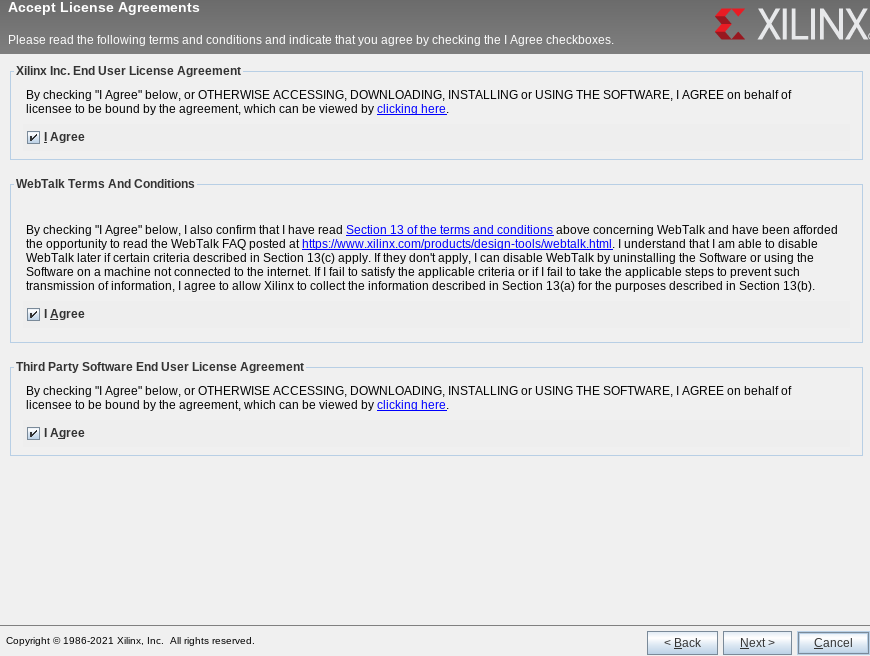 Accept License Agreements
XILINX
Please read the following terms and conditions and indicate that you agree by checking the I Agree checkboxes.
Xilinx Inc. End User License Agreement
By checking "I Agree" below, or OTHERWISE ACCESSING, DOWNLOADING, INSTALLING or USING THE SOFTWARE, I AGREE on behalf of
licensee to be bound by the agreement, which can be viewed by clicking here.
I Agree
WebTalk Terms And Conditions
By checking "I Agree" below, I also confirm that I have read Section 13 of the terms and conditions above concerning WebTalk and have been afforded
the opportunity to read the WebTalk FAQ posted at https://www.xilinx.com/products/design-tools/webtalk.html. I understand that I am able to disable
WebTalk later if certain criteria described in Section 13(c) apply. If they don't apply, I can disable WebTalk by uninstalling the Software or using the
Software on a machine not connected to the internet. If I fail to satisfy the applicable criteria or if I fail to take the applicable steps to prevent such
transmission of information, I agree to allow Xilinx to collect the information described in Section 13(a) for the purposes described in Section 13(b).
I Agree
Third Party Software End User License Agreement
By checking "I Agree" below, or OTHERWISE ACCESSING, DOWNLOADING, INSTALLING or USING THE SOFTWARE, I AGREE on behalf of
licensee to be bound by the agreement, which can be viewed by clicking here.
I Agree
Copyright © 1986-2021 Xilinx, Inc. All rights reserved.
< Back
Next >
Cancel